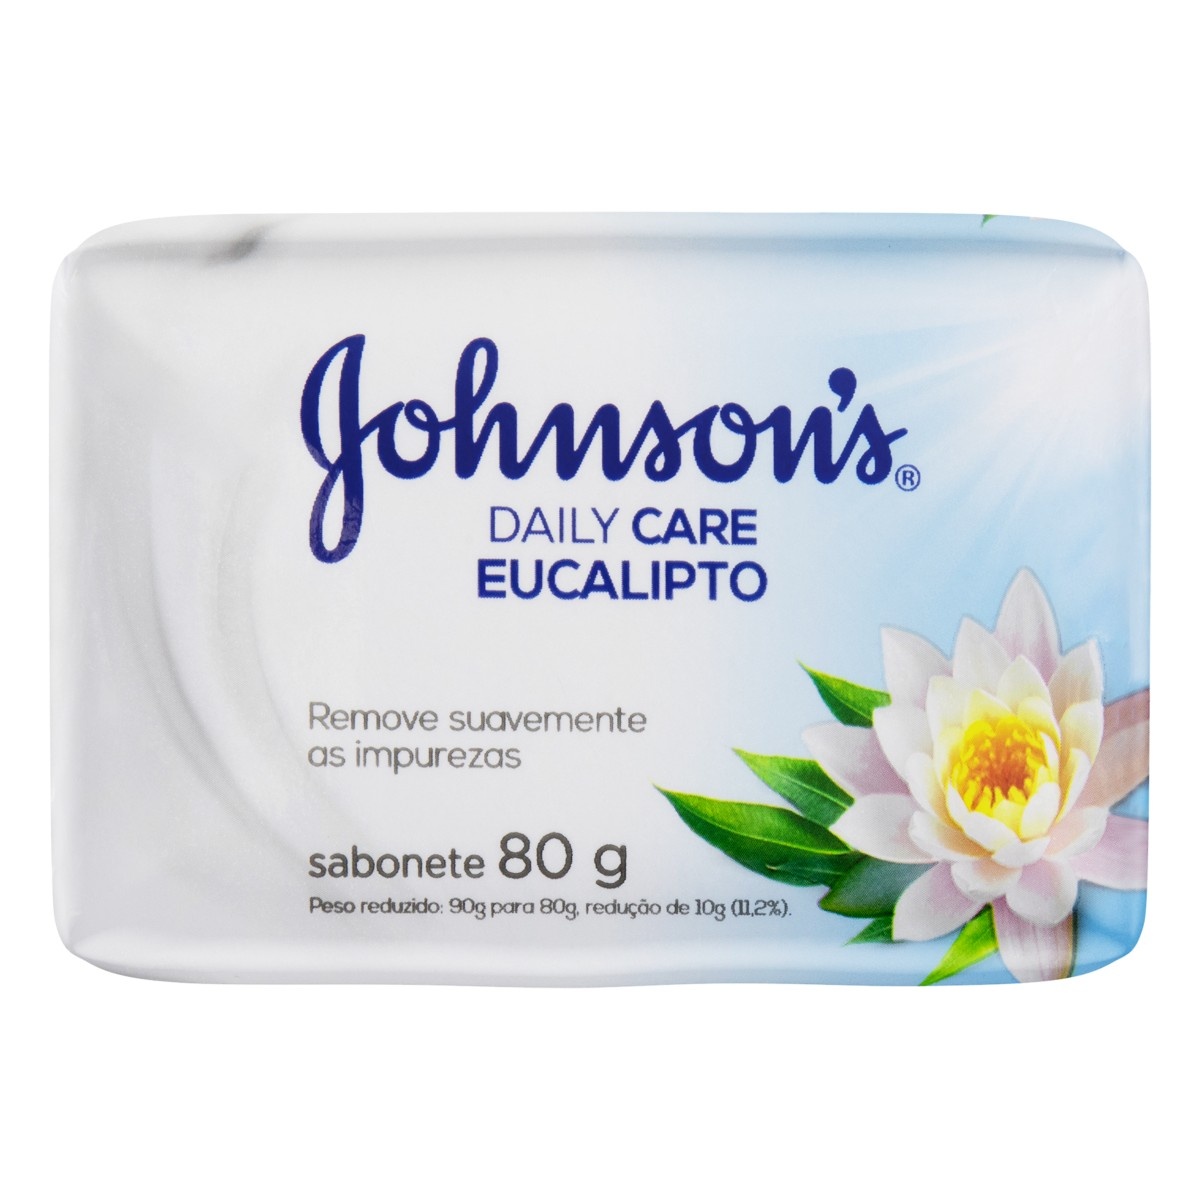 Johnson's®
DAILY CARE
EUCALIPTO
Remove suavemente
as impurezas
sabonete 80 g
Peso reduzido: 90g para 80g, redução de 10g (11,2%).